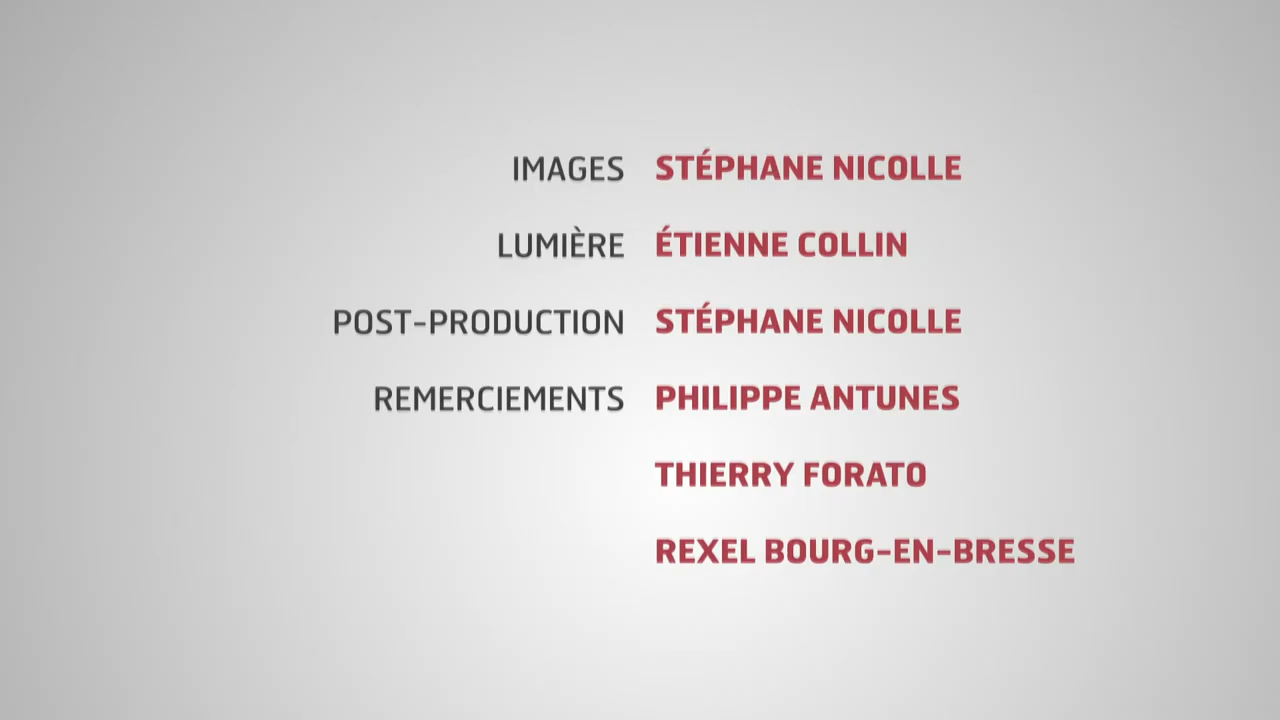 IMAGES STÉPHANE NICOLLE
LUMIÈRE ÉTIENNE COLLIN
POST-PRODUCTION STÉPHANE NICOLLE
REMERCIEMENTS PHILIPPE ANTUNES
THIERRY FORATO
REXEL BOURG-EN-BRESSE